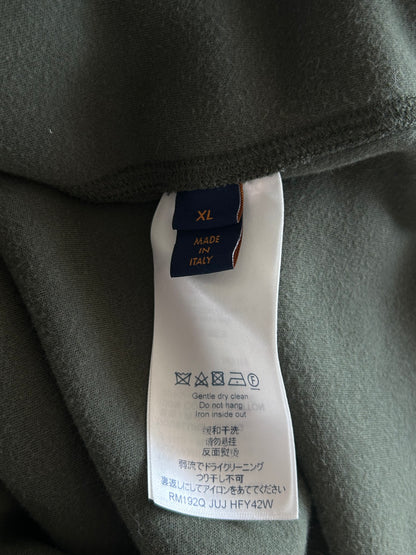 XL
MADE
IN
ITALY
Gentle dry clean
Do not hang
Iron inside out
缓和干洗
请勿悬挂
反面熨烫
弱流でドライクリーニング
つり干し不可
裏返しにしてアイロンをあててください
RM192Q JUJ HFY42W